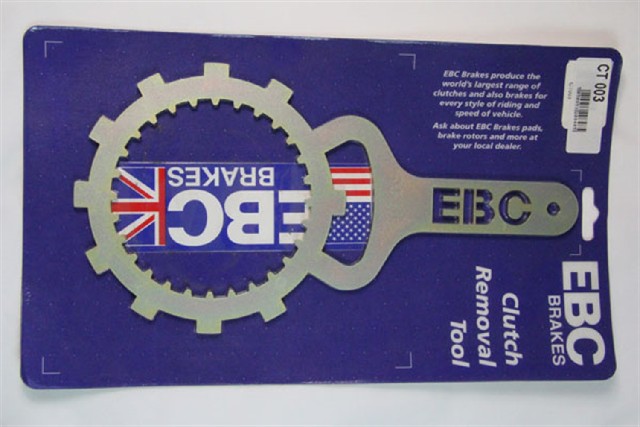 CT 003
EBC Brakes produce the
world's largest range of
clutches and also brakes for
every style of riding and
speed of vehicle.
Ask about EBC Brakes pads,
brake rotors and more at
your local dealer.
EBC
EBC
BRAKES
EBC
BRAKES
Clutch
Removal
Tool